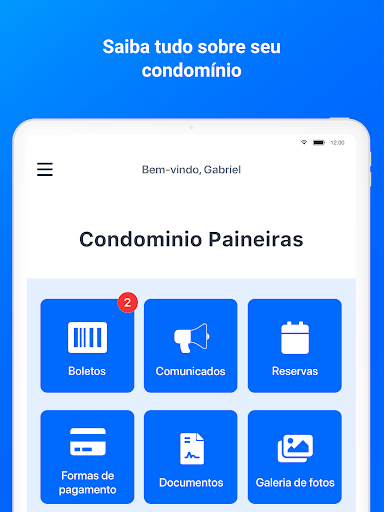 Saiba tudo sobre seu
condomínio
12:00
Bem-vindo, Gabriel
Condominio Paineiras
2
Boletos
Comunicados
Reservas
Formas de
pagamento
Documentos
Galeria de fotos